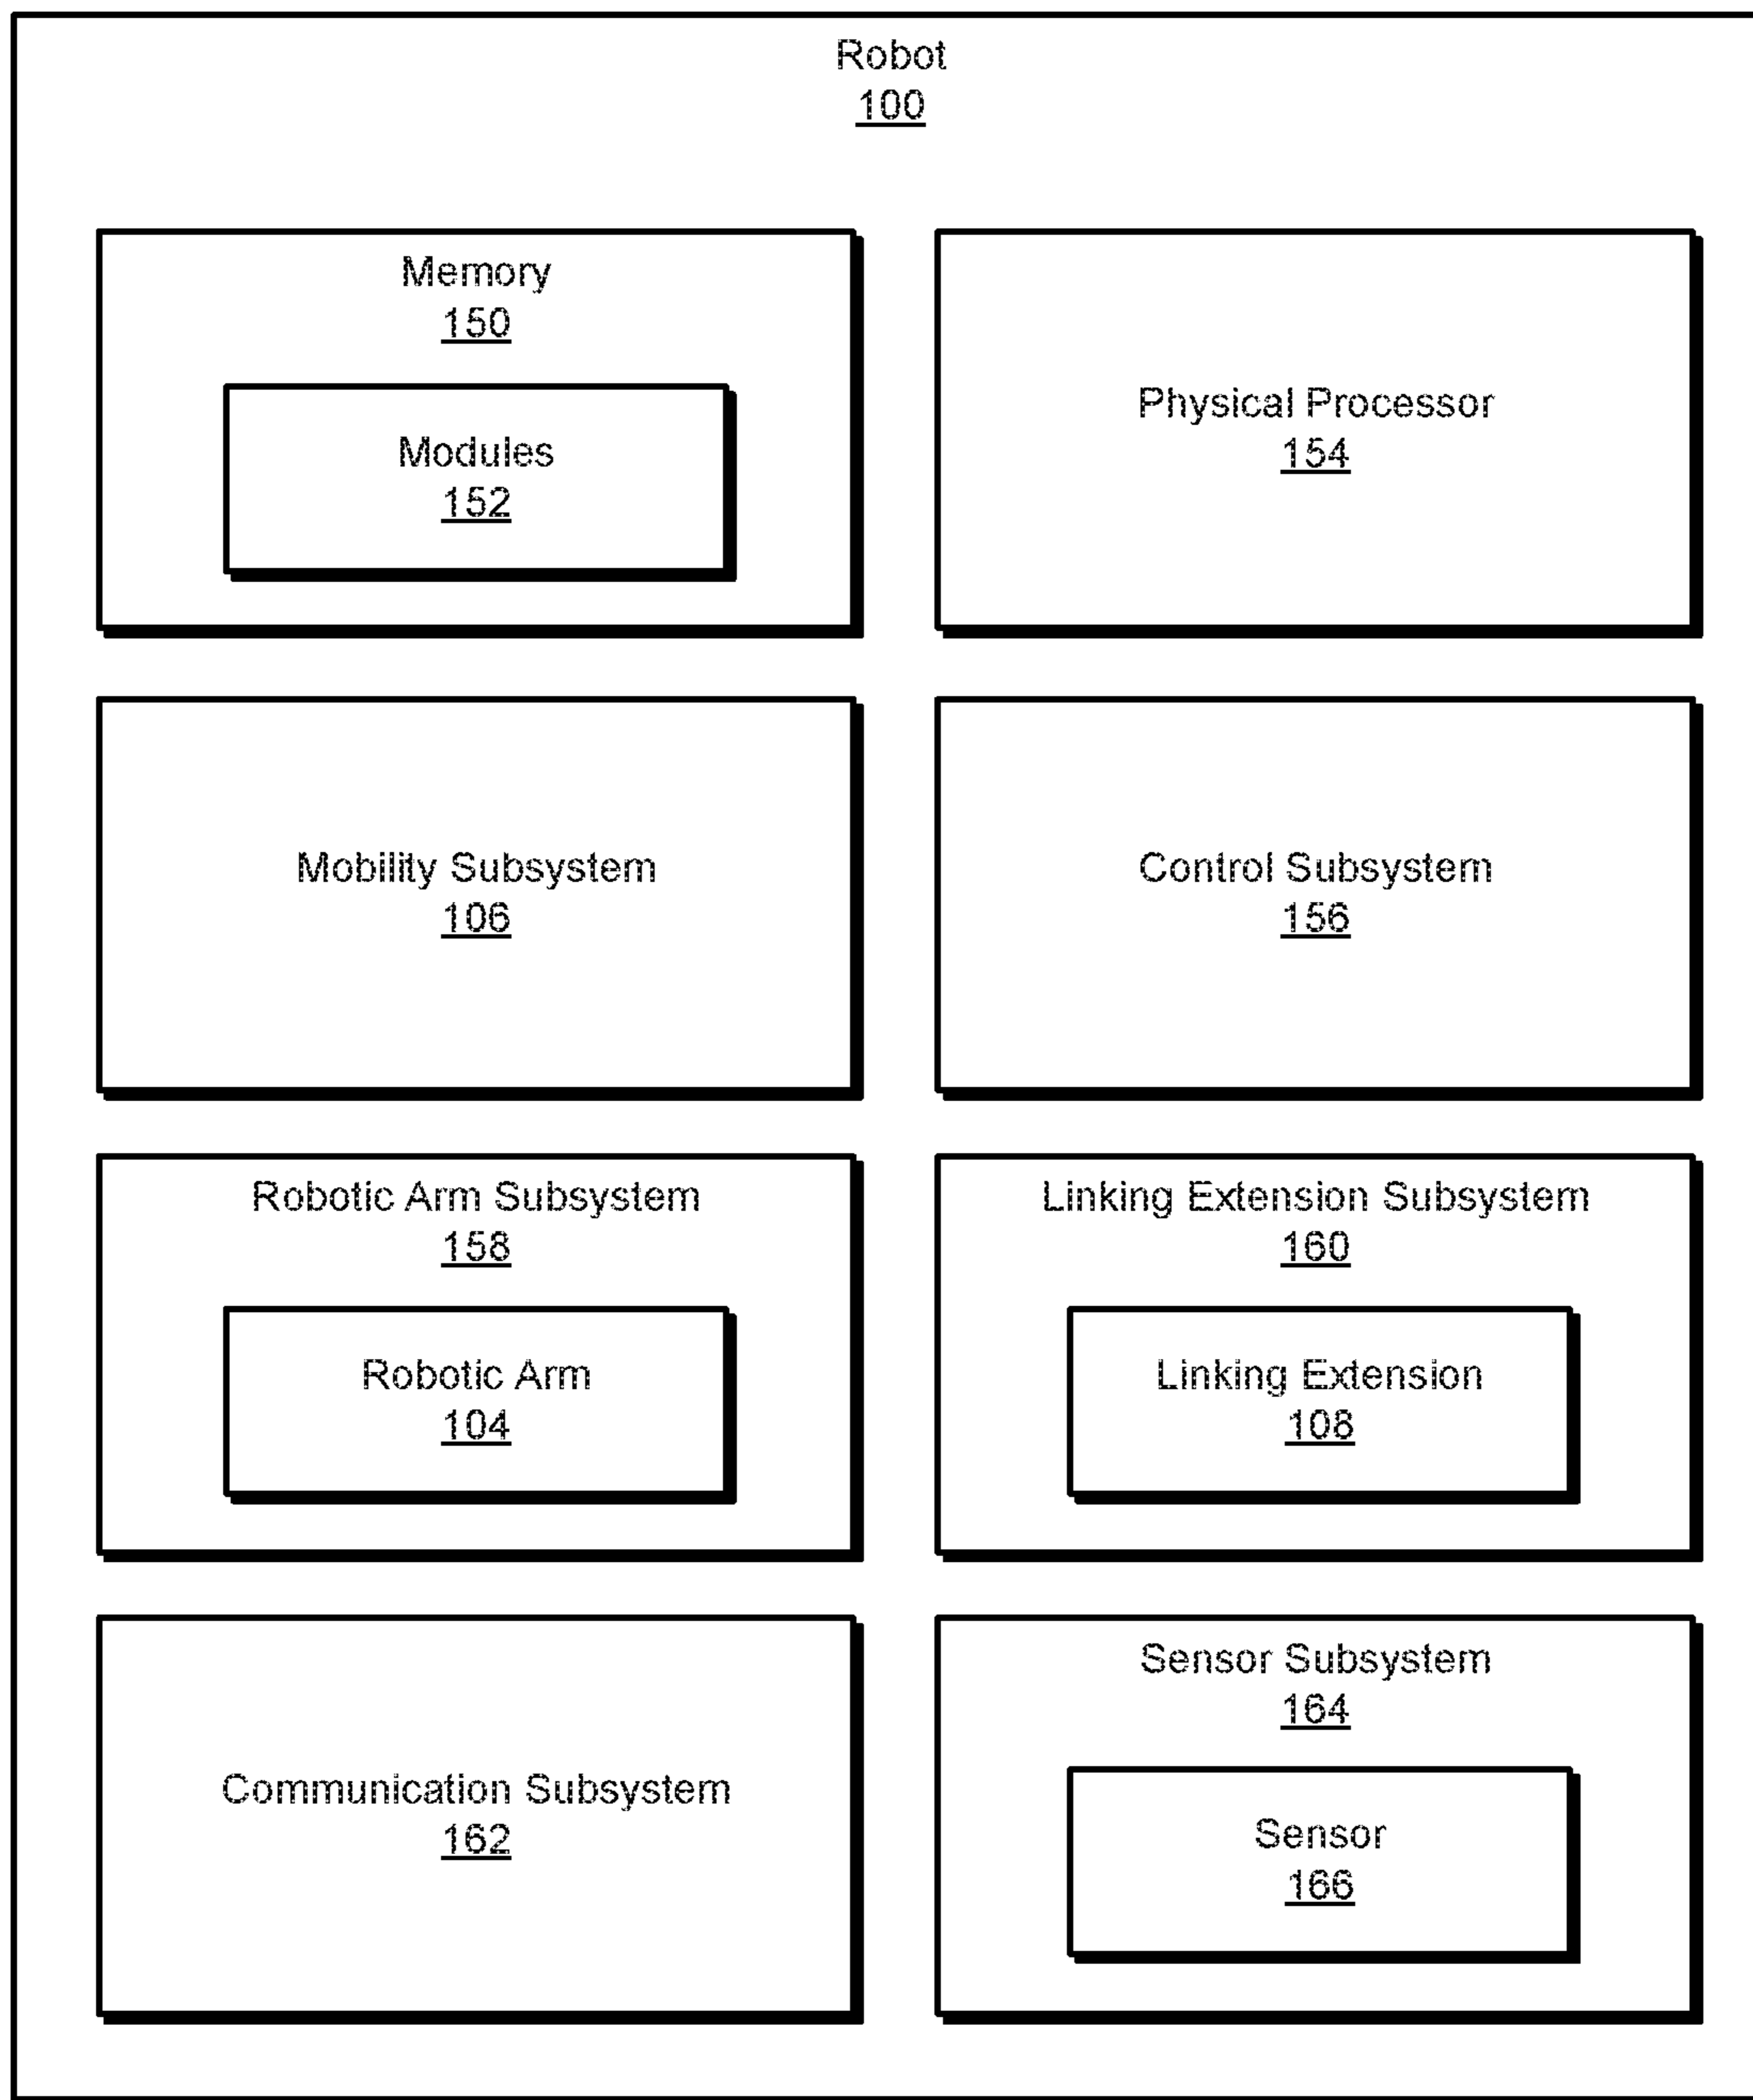 Robot
100
Memory
150
Modules
152
Physical Processor
154
Mobility Subsystem
106
Control Subsystem
156
Robotic Arm Subsystem
158
Robotic Arm
104
Linking Extension Subsystem
160
Linking Extension
108
Communication Subsystem
162
Sensor Subsystem
164
Sensor
166